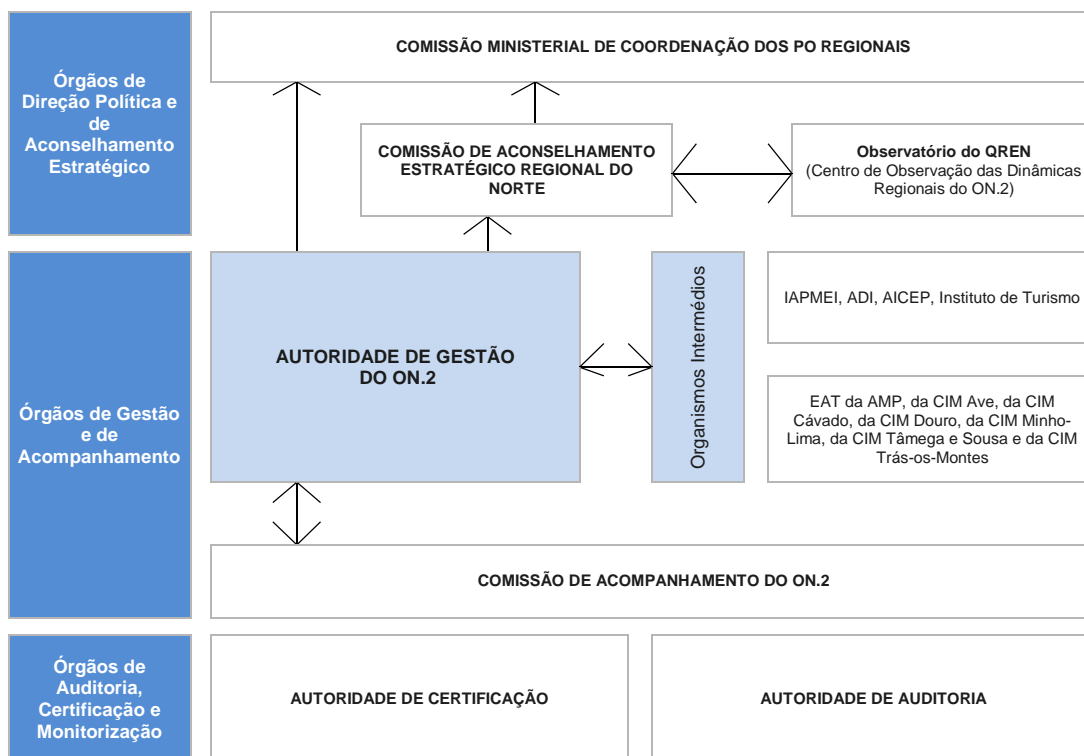 Órgãos de
Direção Política e
de
Aconselhamento
Estratégico
COMISSÃO MINISTERIAL DE COORDENAÇÃO DOS PO REGIONAIS
COMISSÃO DE ACONSELHAMENTO
ESTRATÉGICO REGIONAL DO
NORTE
Observatório do QREN
(Centro de Observação das Dinâmicas
Regionais do ON.2)
Órgãos de Gestão
e de
Acompanhamento
AUTORIDADE DE GESTÃO
DO ON.2
Organismos Intermédios
IAPMEI, ADI, AICEP, Instituto de Turismo
EAT da AMP, da CIM Ave, da CIM
Cávado, da CIM Douro, da CIM Minho-
Lima, da CIM Tâmega e Sousa e da CIM
Trás-os-Montes
COMISSÃO DE ACOMPANHAMENTO DO ON.2
Órgãos de
Auditoria,
Certificação e
Monitorização
AUTORIDADE DE CERTIFICAÇÃO
AUTORIDADE DE AUDITORIA